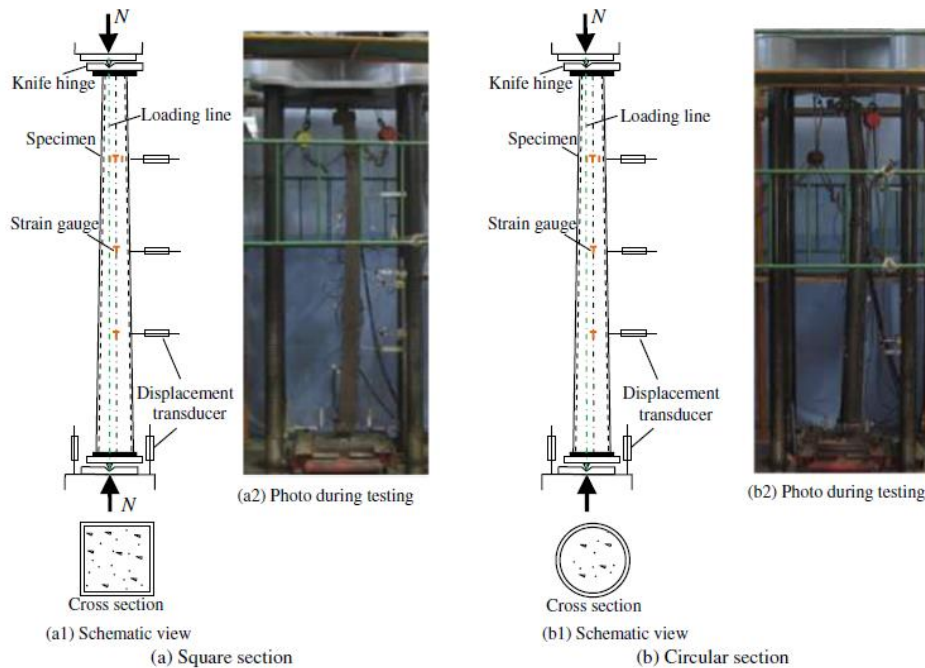 N
Knife hinge
Loading line
Specimen
Strain gauge
Displacement
transducer
N
Cross section
(a1) Schematic view
(a2) Photo during testing
(a) Square section
N
Knife hinge
Loading line
Specimen
Strain gauge
Displacement
transducer
N
Cross section
(b1) Schematic view
(b2) Photo during testing
(b) Circular section